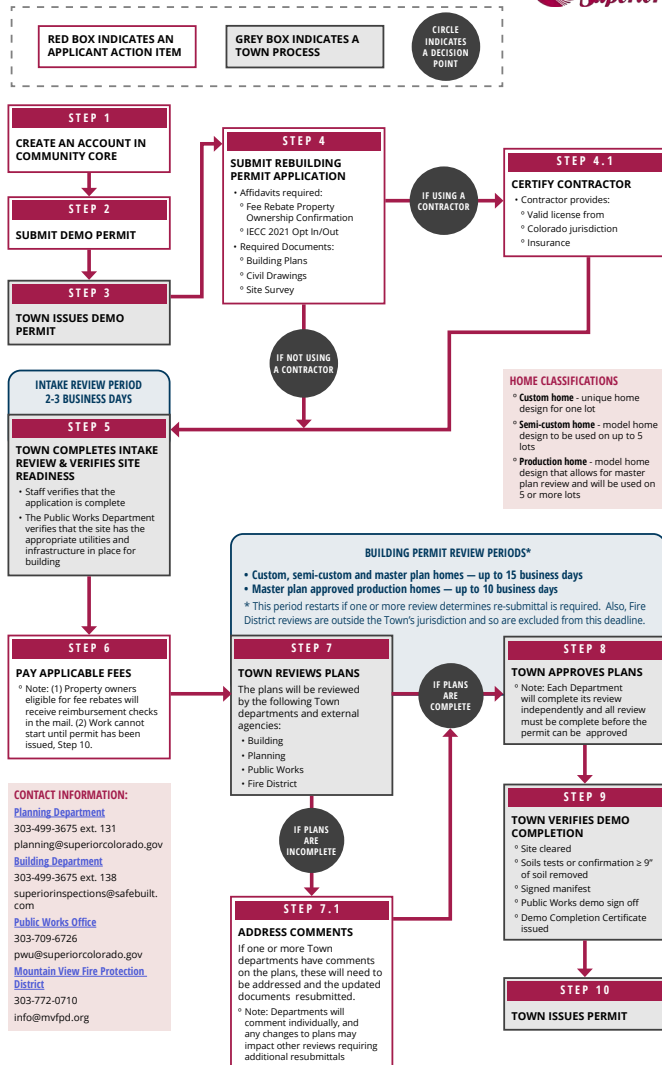 Superior
RED BOX INDICATES AN
APPLICANT ACTION ITEM
GREY BOX INDICATES A
TOWN PROCESS
CIRCLE
INDICATES
A DECISION
POINT
STEP 1
CREATE AN ACCOUNT IN
COMMUNITY CORE
STEP 2
SUBMIT DEMO PERMIT
STEP 3
TOWN ISSUES DEMO
PERMIT
STEP 4
SUBMIT REBUILDING
PERMIT APPLICATION
• Affidavits required:
° Fee Rebate Property
Ownership Confirmation
° IECC 2021 Opt In/Out
• Required Documents:
° Building Plans
° Civil Drawings
° Site Survey
IF USING A
CONTRACTOR
STEP 4.1
CERTIFY CONTRACTOR
• Contractor provides:
° Valid license from
° Colorado jurisdiction
° Insurance
IF NOT USING
A CONTRACTOR
HOME CLASSIFICATIONS
° Custom home - unique home
design for one lot
° Semi-custom home - model home
design to be used on up to 5
lots
° Production home - model home
design that allows for master
plan review and will be used on
5 or more lots
INTAKE REVIEW PERIOD
2-3 BUSINESS DAYS
STEP 5
TOWN COMPLETES INTAKE
REVIEW & VERIFIES SITE
READINESS
• Staff verifies that the
application is complete
• The Public Works Department
verifies that the site has the
appropriate utilities and
infrastructure in place for
building
BUILDING PERMIT REVIEW PERIODS*
• Custom, semi-custom and master plan homes — up to 15 business days
• Master plan approved production homes — up to 10 business days
* This period restarts if one or more review determines re-submittal is required. Also, Fire
District reviews are outside the Town's jurisdiction and so are excluded from this deadline.
STEP 6
PAY APPLICABLE FEES
° Note: (1) Property owners
eligible for fee rebates will
receive reimbursement checks
in the mail. (2) Work cannot
start until permit has been
issued, Step 10.
STEP 7
TOWN REVIEWS PLANS
The plans will be reviewed
by the following Town
departments and external
agencies:
• Building
• Planning
• Public Works
• Fire District
IF PLANS
ARE
COMPLETE
STEP 8
TOWN APPROVES PLANS
° Note: Each Department
will complete its review
independently and all review
must be complete before the
permit can be approved
IF PLANS
ARE
INCOMPLETE
STEP 7.1
ADDRESS COMMENTS
If one or more Town
departments have comments
on the plans, these will need to
be addressed and the updated
documents resubmitted.
° Note: Departments will
comment individually, and
any changes to plans may
impact other reviews requiring
additional resubmittals
STEP 9
TOWN VERIFIES DEMO
COMPLETION
° Site cleared
° Soils tests or confirmation ≥ 9"
of soil removed
° Signed manifest
° Public Works demo sign off
° Demo Completion Certificate
issued
STEP 10
TOWN ISSUES PERMIT
CONTACT INFORMATION:
Planning Department
303-499-3675 ext. 131
planning@superiorcolorado.gov
Building Department
303-499-3675 ext. 138
superiorinspections@safebuilt.
com
Public Works Office
303-709-6726
pwu@superiorcolorado.gov
Mountain View Fire Protection
District
303-772-0710
info@mvfpd.org